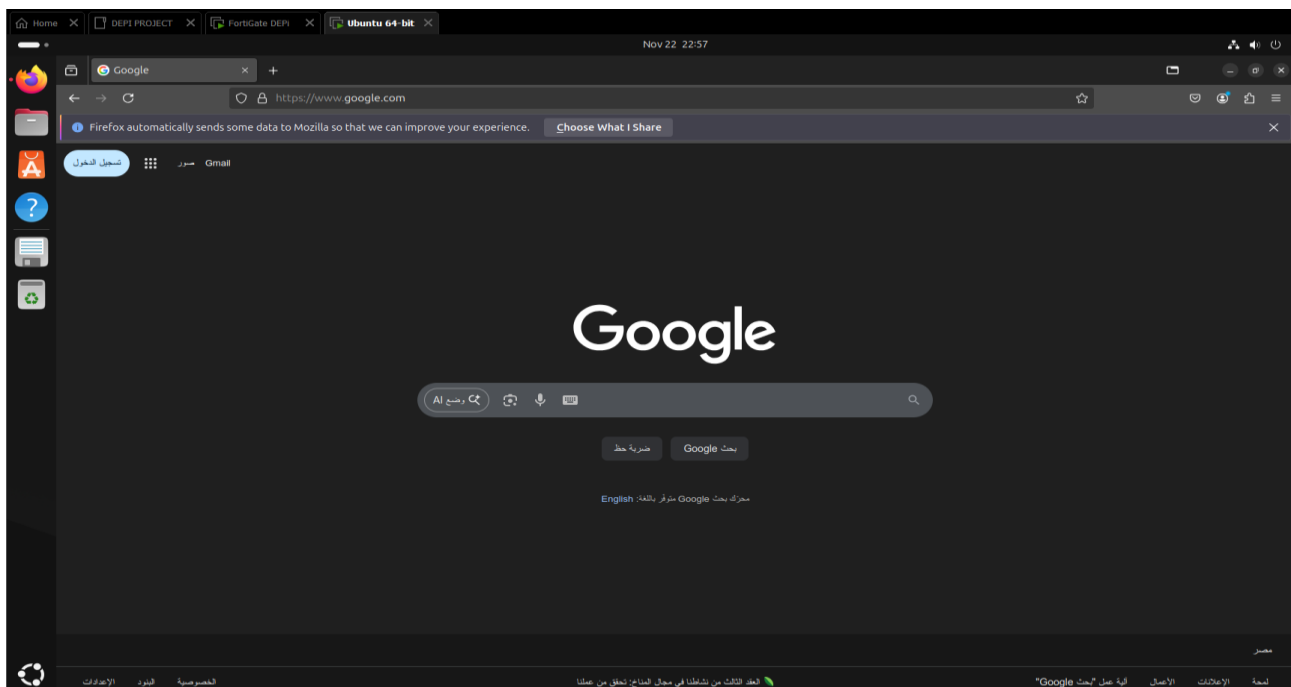 Home DEPI PROJECT FortiGate DEPi Ubuntu 64-bit
Nov 22 22:57
Google
https://www.google.com
Firefox automatically sends some data to Mozilla so that we can improve your experience. Choose What I Share
تسجيل الدخول صور Gmail
Google
وضع AI
بحث Google ضربة حظ
محرّك بحث Google متوفّر باللغة: English
مصر
لمحة الإعلانات الأعمال آلية عمل "بحث Google" العقد الثالث من نشاطنا في مجال المناخ: تحقق من عملنا الخصوصية البنود الإعدادات